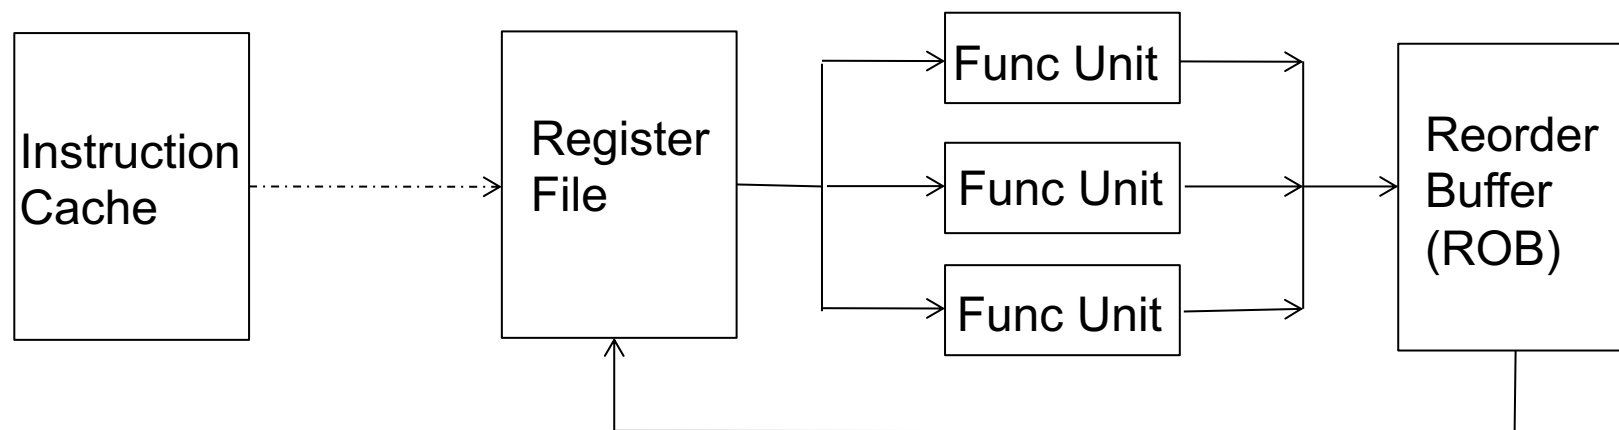 Instruction
Cache
Register
File
Func Unit
Func Unit
Func Unit
Reorder
Buffer
(ROB)